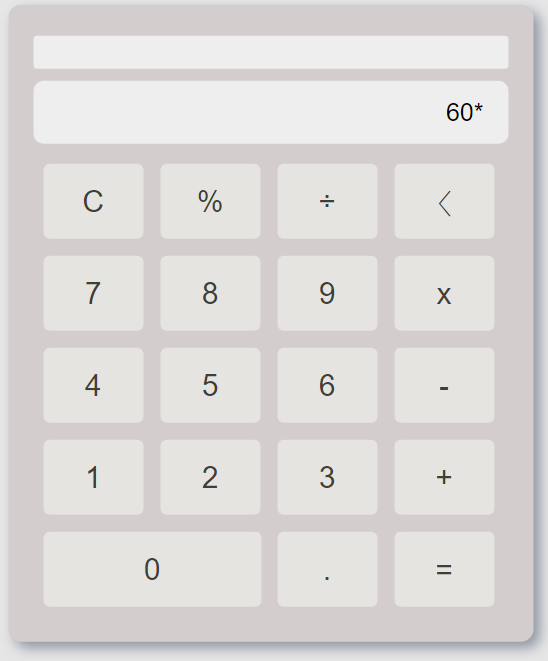 60*
C % ÷ 〈
7 8 9 x
4 5 6 -
1 2 3 +
0 . =